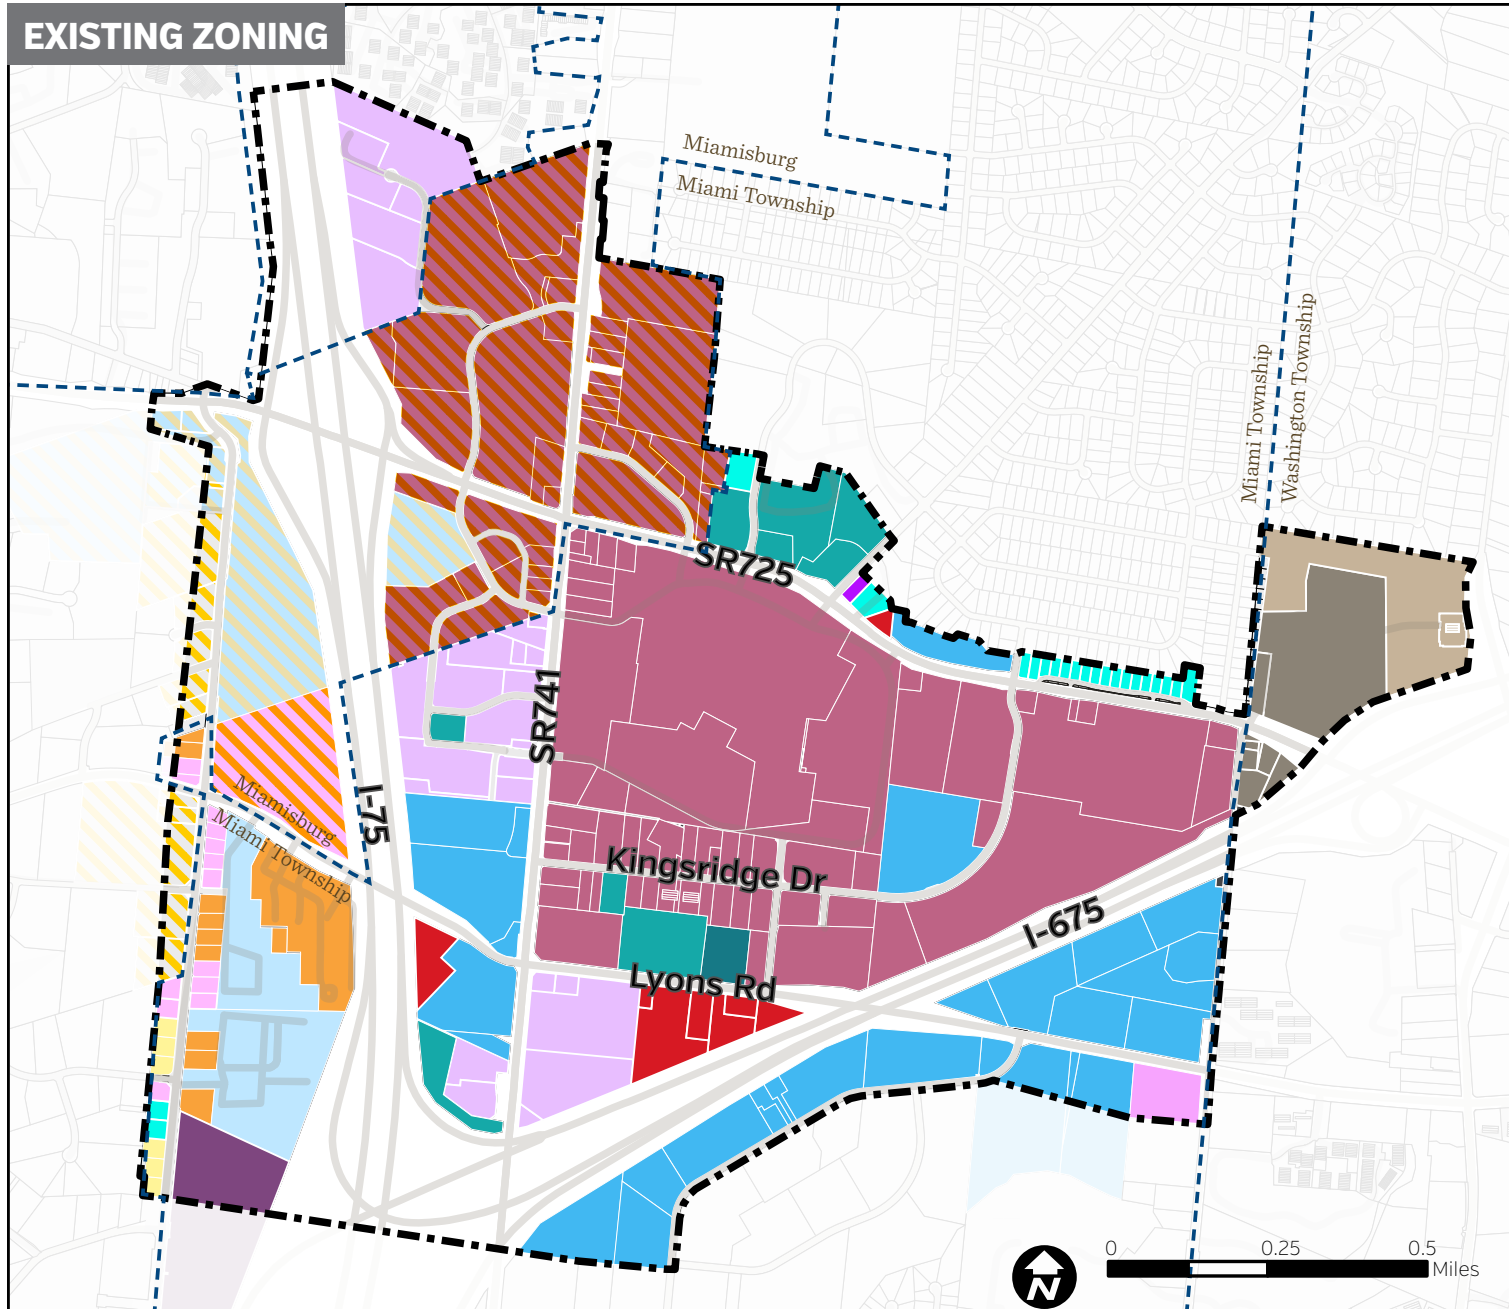 EXISTING ZONING
Miamisburg
Miami Township
Miami Township
Washington Township
SR725
SR741
I-75
Miamisburg
Miami Township
Kingsridge Dr
I-675
Lyons Rd
N
0 0.25 0.5
Miles